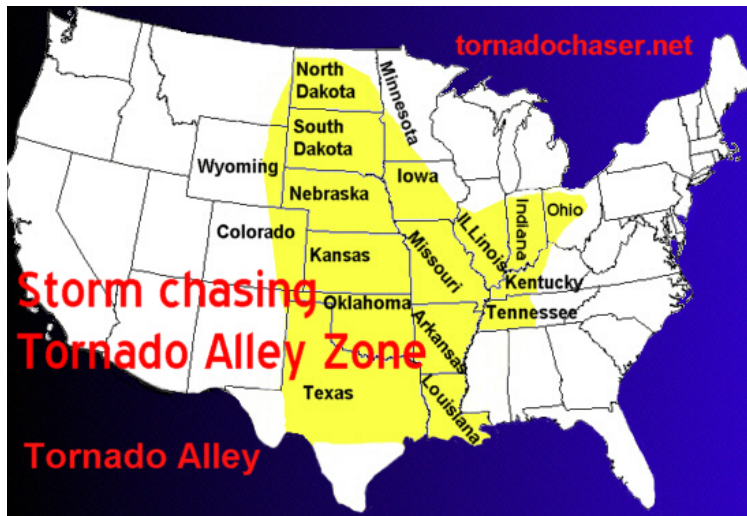 tornadochaser.net
North
Dakota
Minnesota
South
Dakota
Wyoming
Iowa
Nebraska
Ohio
Indiana
ILLinois
Colorado
Missouri
Kansas
Kentucky
Storm chasing
Oklahoma
Tennessee
Arkansas
Tornado Alley Zone
Texas
Louisiana
Tornado Alley